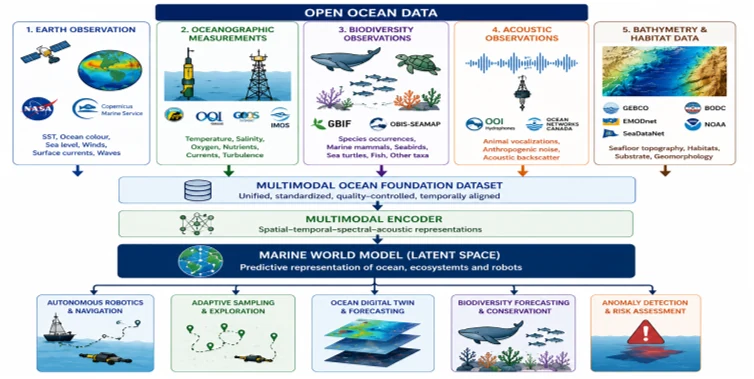 OPEN OCEAN DATA
1. EARTH OBSERVATION
NASA
Copernicus
Marine Service
SST, Ocean colour,
Sea level, Winds,
Surface currents, Waves
2. OCEANOGRAPHIC
MEASUREMENTS
OOI
IMOS
Temperature, Salinity,
Oxygen, Nutrients,
Currents, Turbulence
3. BIODIVERSITY
OBSERVATIONS
GBIF
OBIS-SEAMAP
Species occurrences,
Marine mammals, Seabirds,
Sea turtles, Fish, Other taxa
4. ACOUSTIC
OBSERVATIONS
OOI
Hydrophones
OCEAN
NETWORKS
CANADA
Animal vocalizations,
Anthropogenic noise,
Acoustic backscatter
5. BATHYMETRY &
HABITAT DATA
GEBCO
BODC
EMODnet
NOAA
SeaDataNet
Seafloor topography, Habitats,
Substrate, Geomorphology
MULTIMODAL OCEAN FOUNDATION DATASET
Unified, standardized, quality-controlled, temporally aligned
MULTIMODAL ENCODER
Spatial-temporal-spectral-acoustic representations
MARINE WORLD MODEL (LATENT SPACE)
Predictive representation of ocean, ecosystemts and robots
AUTONOMOUS ROBOTICS
& NAVIGATION
ADAPTIVE SAMPLING
& EXPLORATION
OCEAN DIGITAL TWIN
& FORECASTING
BIODIVERSITY FORECASTING
& CONSERVATIONT
ANOMALY DETECTION
& RISK ASSESSMENT